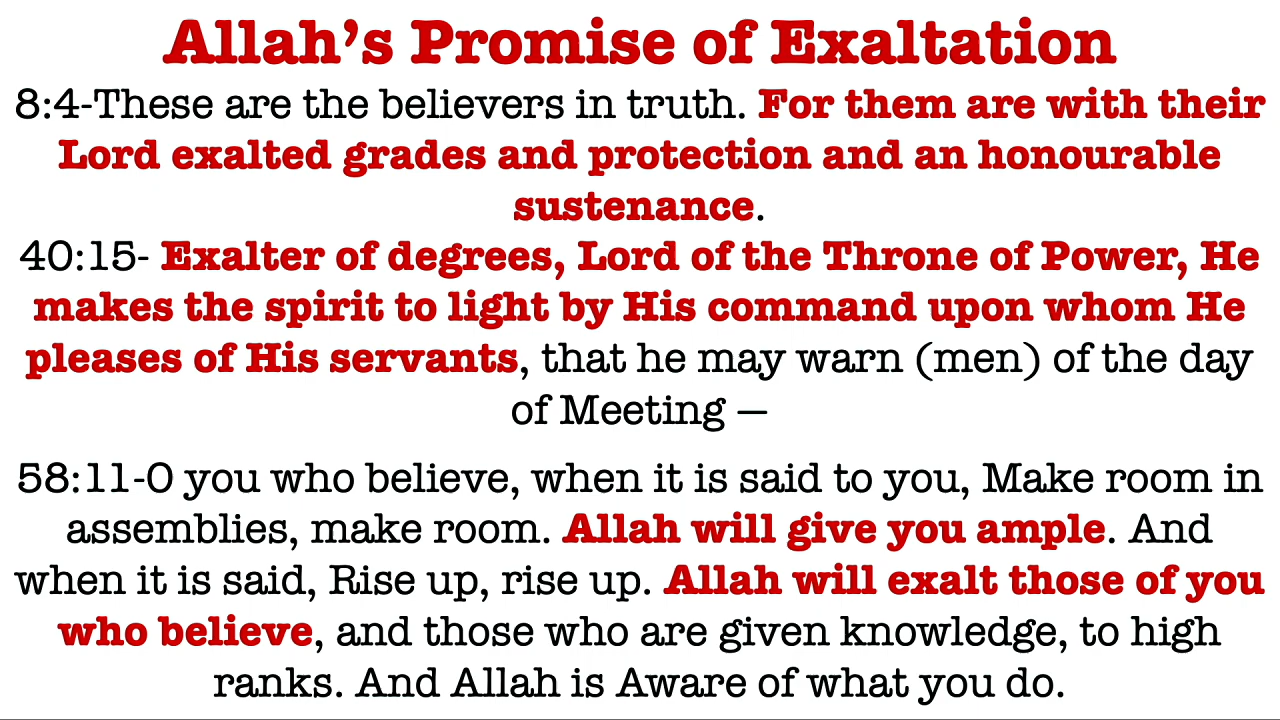 Allah’s Promise of Exaltation
8:4-These are the believers in truth. For them are with their
Lord exalted grades and protection and an honourable
sustenance.
40:15- Exalter of degrees, Lord of the Throne of Power, He
makes the spirit to light by His command upon whom He
pleases of His servants, that he may warn (men) of the day
of Meeting —
58:11-O you who believe, when it is said to you, Make room in
assemblies, make room. Allah will give you ample. And
when it is said, Rise up, rise up. Allah will exalt those of you
who believe, and those who are given knowledge, to high
ranks. And Allah is Aware of what you do.